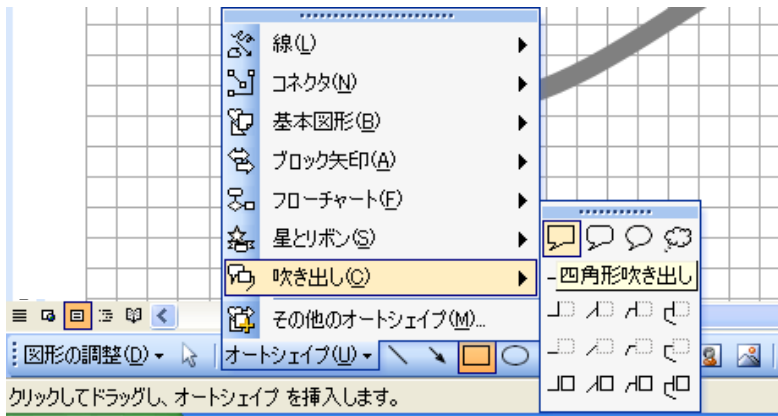 線(L)
コネクタ(N)
基本図形(B)
ブロック矢印(A)
フローチャート(F)
星とリボン(S)
吹き出し(C)
四角形吹き出し
その他のオートシェイプ(M)...
図形の調整(D)
オートシェイプ(U)
クリックしてドラッグし、オートシェイプ を挿入します。